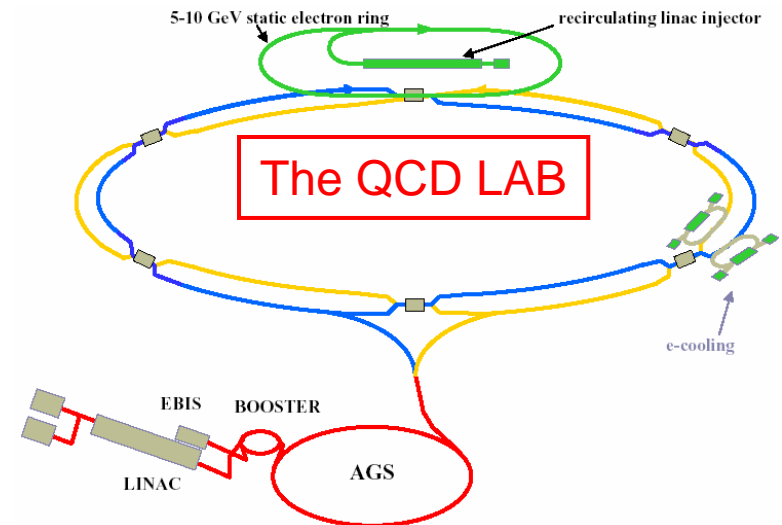 5-10 GeV static electron ring
recirculating linac injector
The QCD LAB
e-cooling
EBIS
BOOSTER
LINAC
AGS